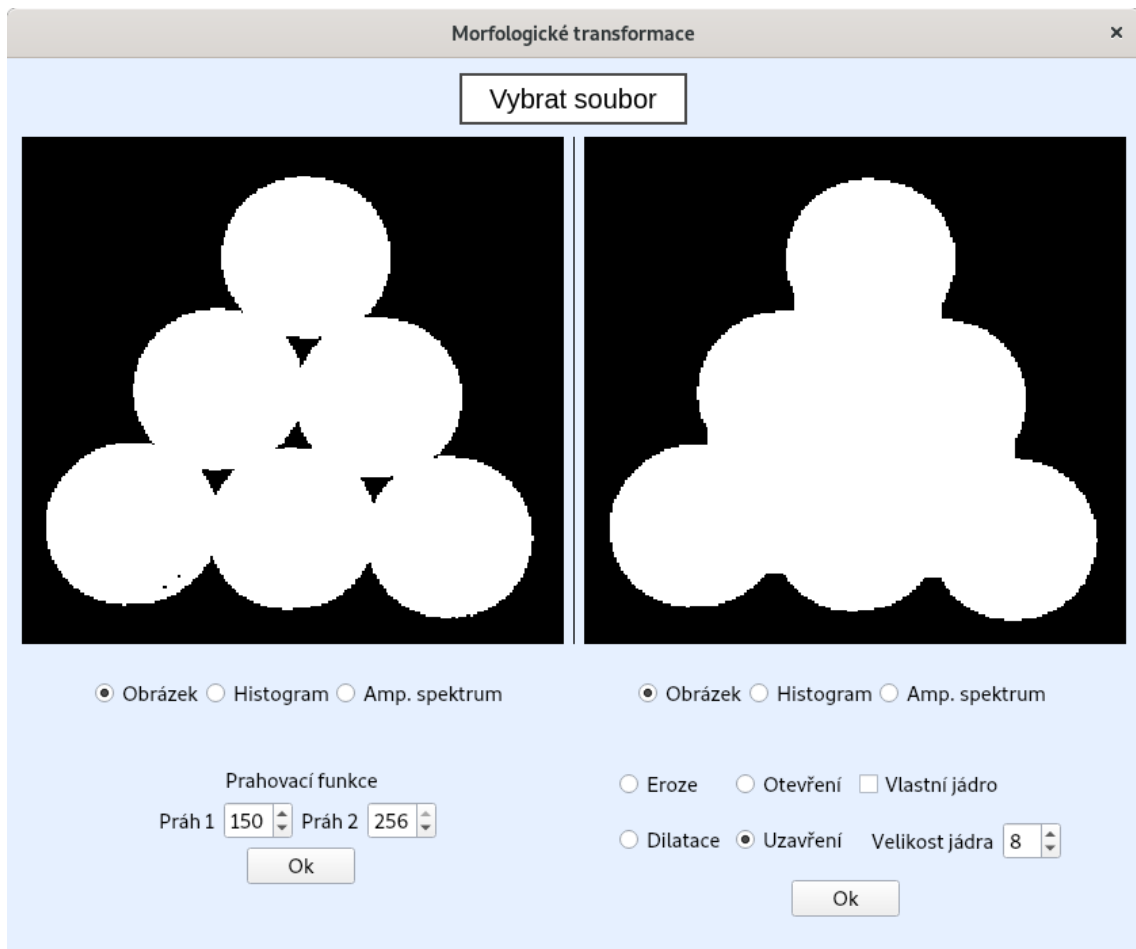 Morfologické transformace ×
Vybrat soubor
Obrázek Histogram Amp. spektrum
Obrázek Histogram Amp. spektrum
Prahovací funkce
Práh 1 150 Práh 2 256
Ok
Eroze Otevření Vlastní jádro
Dilatace Uzavření Velikost jádra 8
Ok